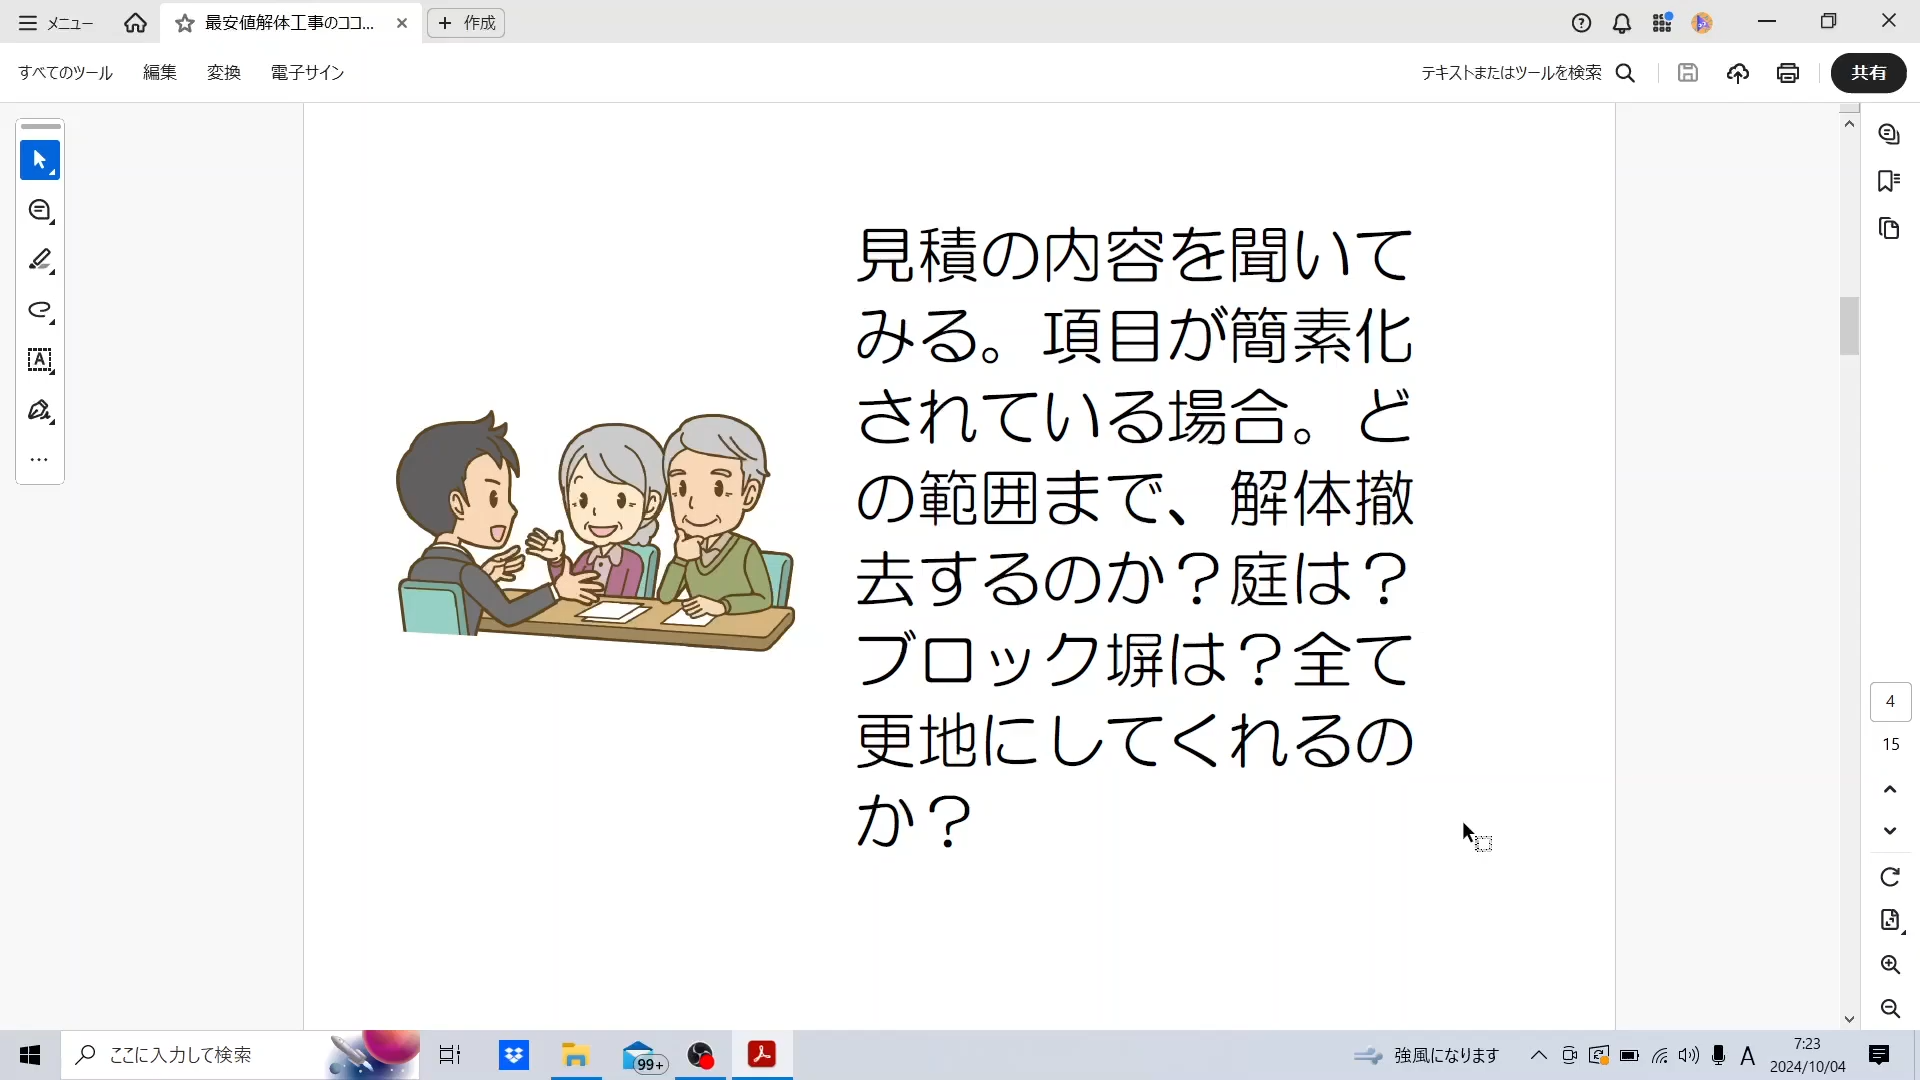 メニュー
最安値解体工事のココ...
作成
すべてのツール
編集
変換
電子サイン
テキストまたはツールを検索
共有
見積の内容を聞いて
みる。項目が簡素化
されている場合。ど
の範囲まで、解体撤
去するのか？庭は？
ブロック塀は？全て
更地にしてくれるの
か？
4
15
ここに入力して検索
99+
強風になります
A
7:23
2024/10/04